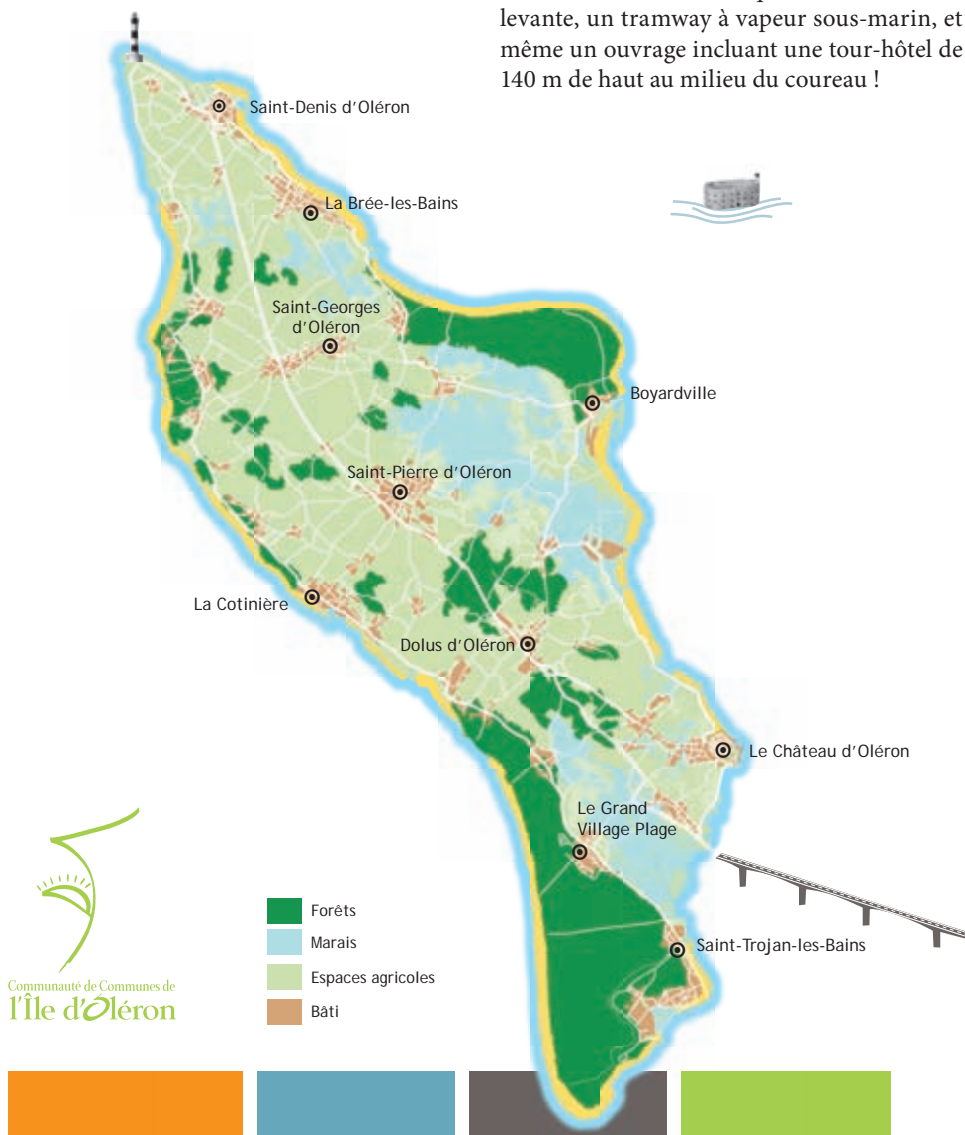 levante, un tramway à vapeur sous-marin, et
même un ouvrage incluant une tour-hôtel de
140 m de haut au milieu du coureau !
Saint-Denis d'Oléron
La Brée-les-Bains
Saint-Georges
d'Oléron
Boyardville
Saint-Pierre d'Oléron
La Cotinière
Dolus d'Oléron
Le Château d'Oléron
Le Grand
Village Plage
Saint-Trojan-les-Bains
Forêts
Marais
Espaces agricoles
Bâti
Communauté de Communes de
l'Île d'Oléron